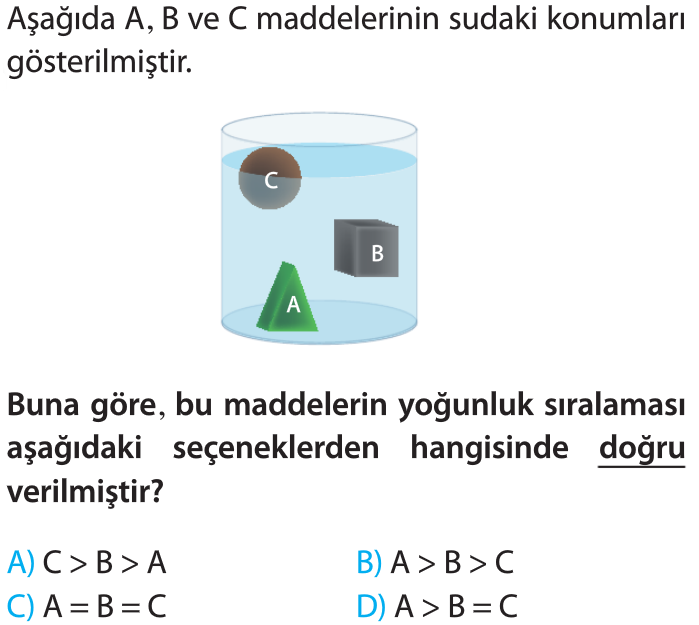 Aşağıda A, B ve C maddelerinin sudaki konumları
gösterilmiştir.
C
B
A
Buna göre, bu maddelerin yoğunluk sıralaması
aşağıdaki seçeneklerden hangisinde doğru
verilmiştir?
A) C > B > A
B) A > B > C
C) A = B = C
D) A > B = C